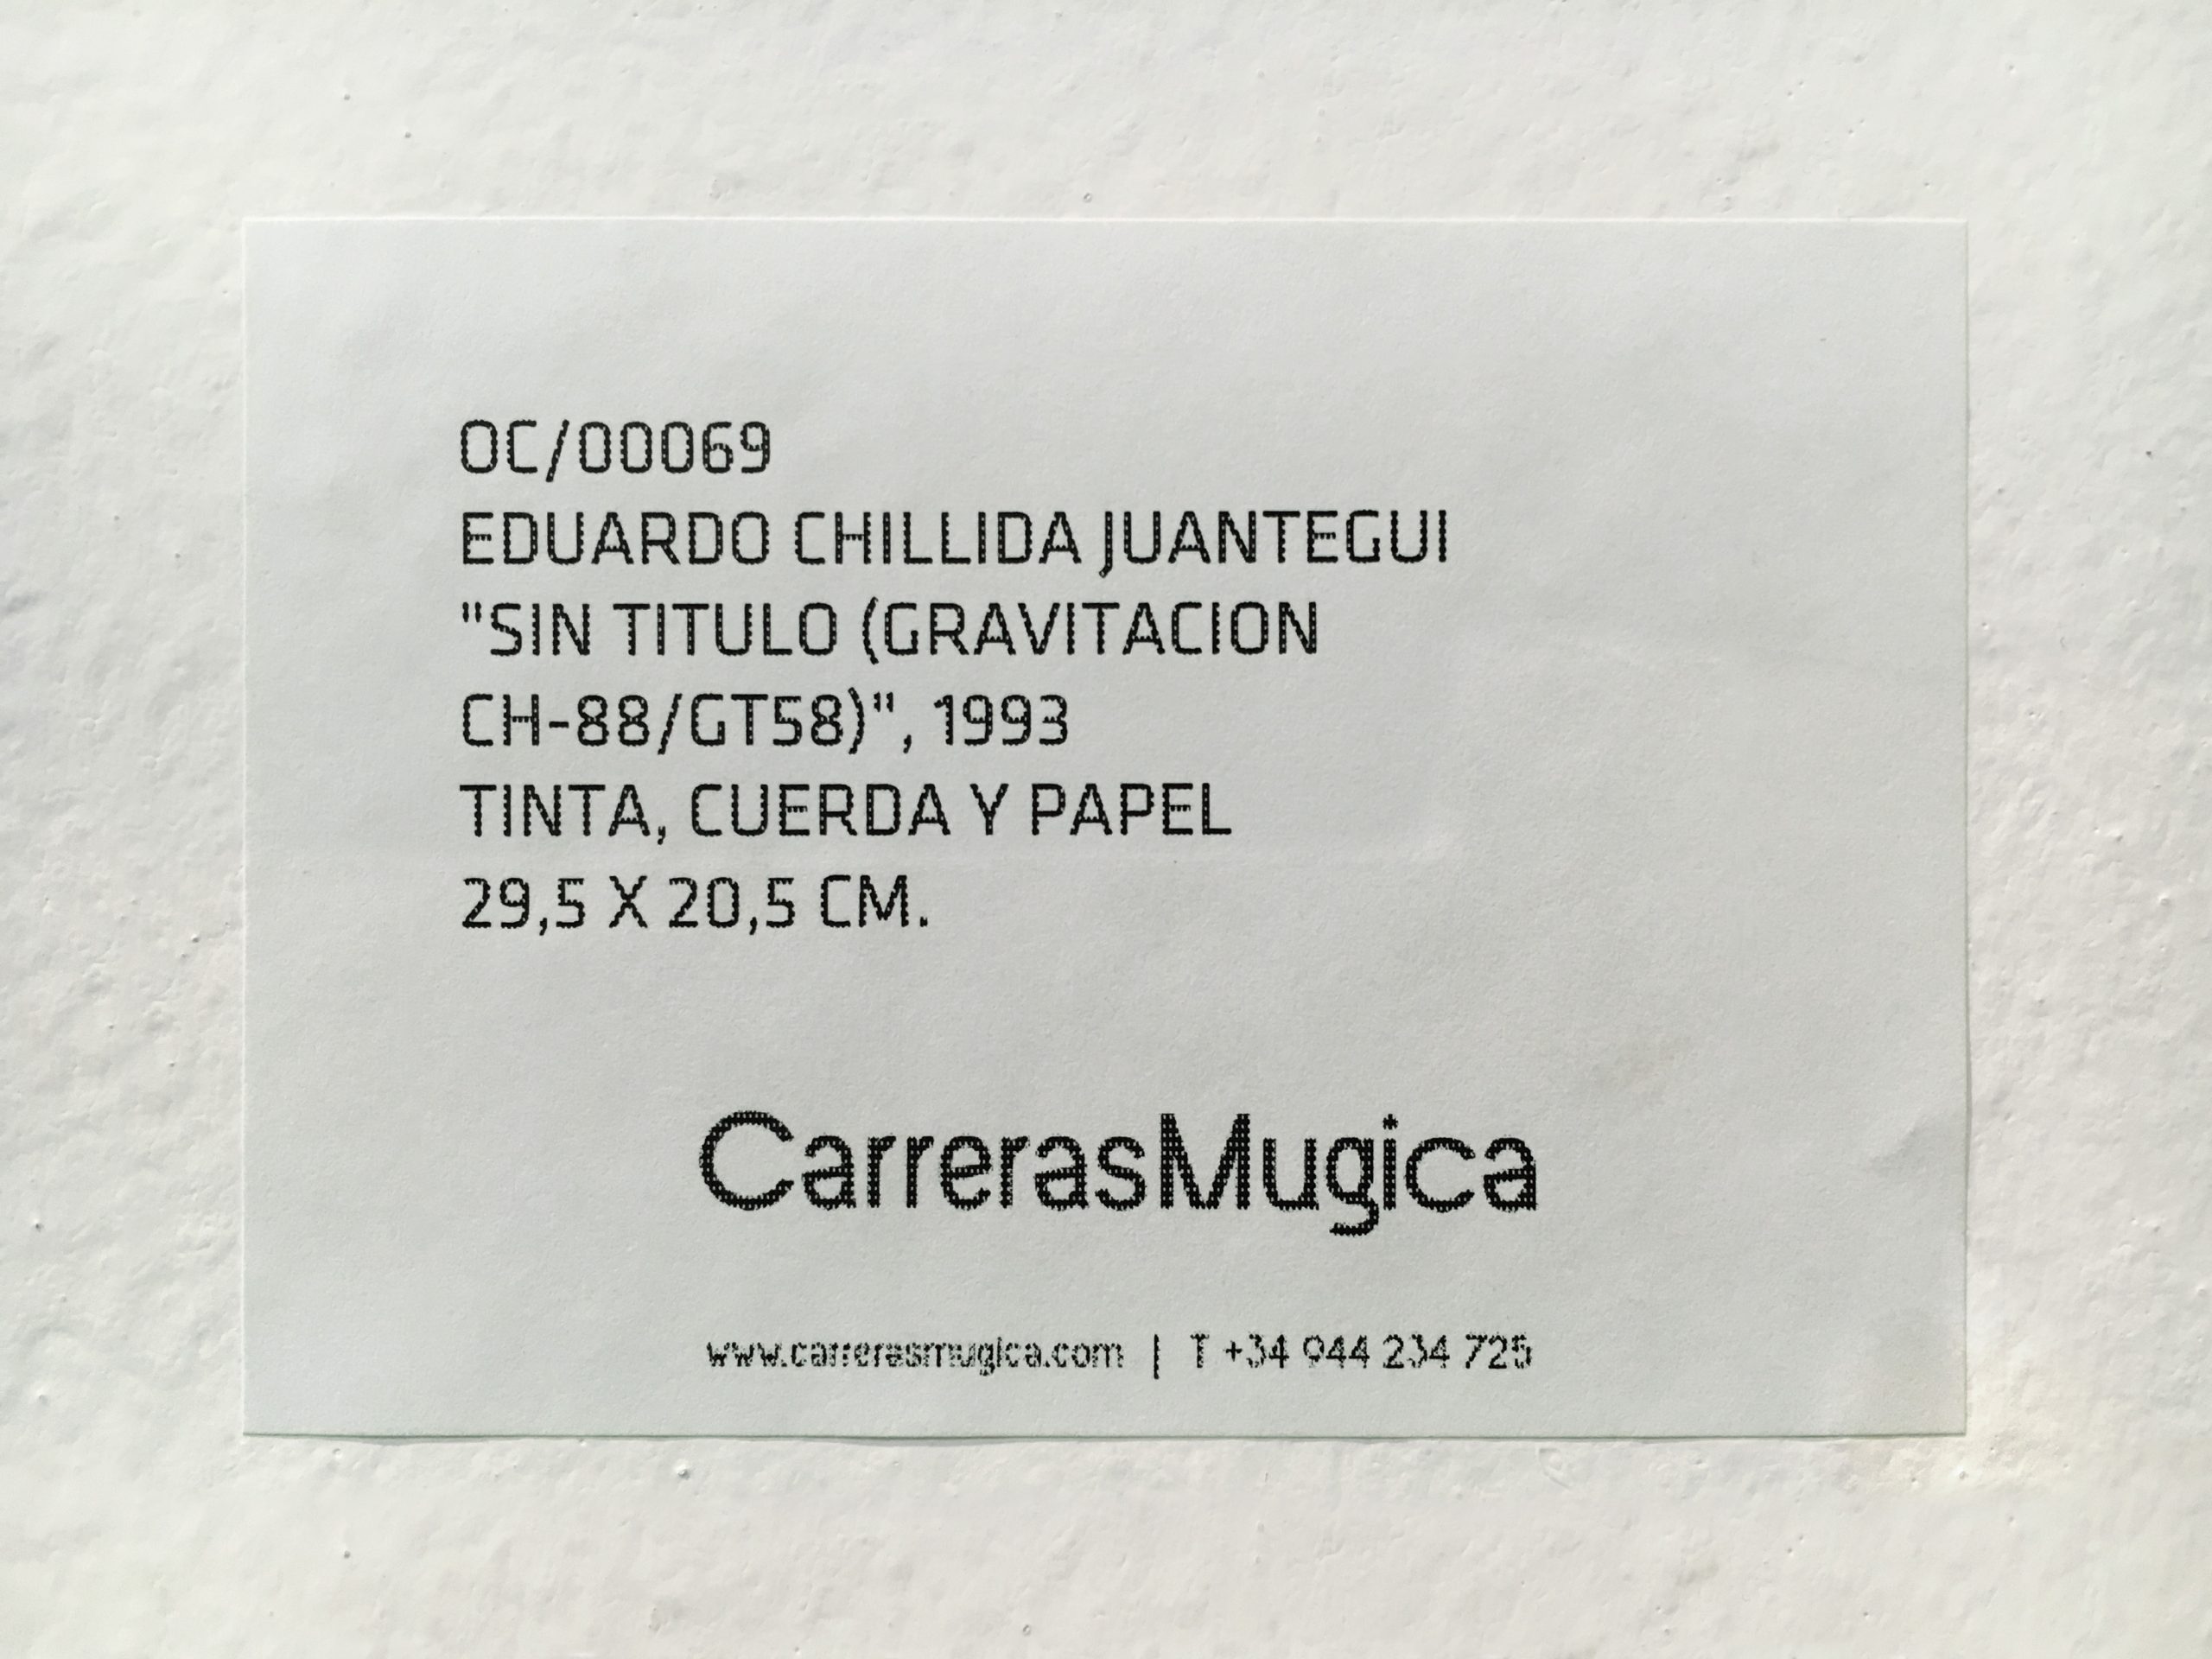 OC/00069
EDUARDO CHILLIDA JUANTEGUI
"SIN TITULO (GRAVITACION
CH-88/GT58)", 1993
TINTA, CUERDA Y PAPEL
29,5 X 20,5 CM.
CarrerasMugica
www.carrerasmugica.com | T +34 944 234 725